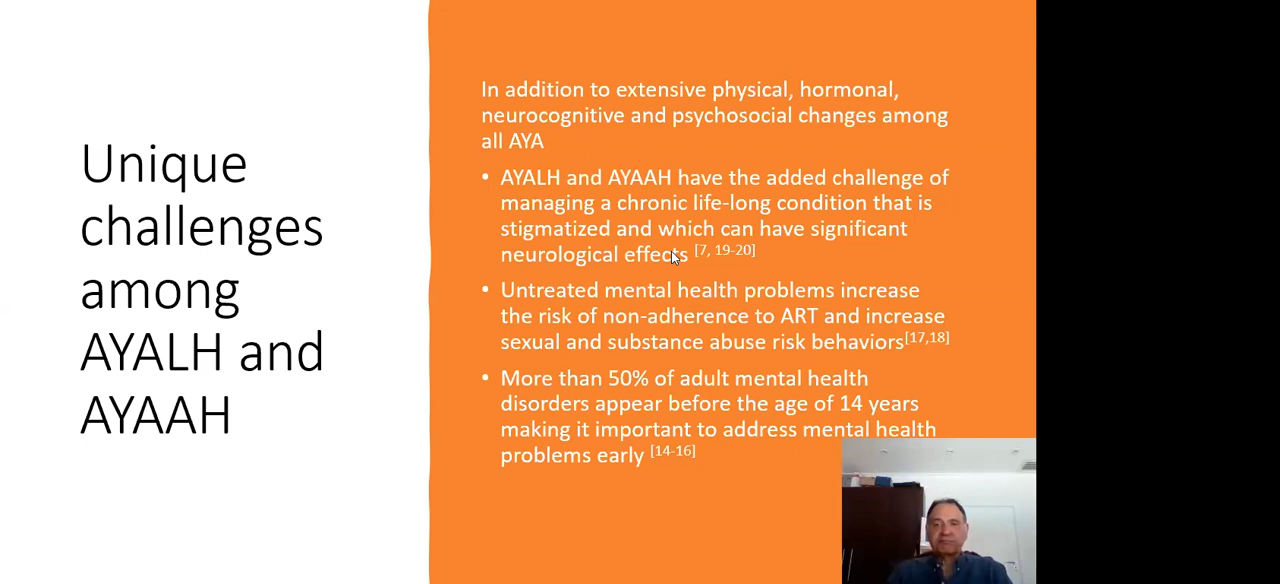 Unique
challenges
among
AYALH and
AYAAH
In addition to extensive physical, hormonal,
neurocognitive and psychosocial changes among
all AYA
• AYALH and AYAAH have the added challenge of
managing a chronic life-long condition that is
stigmatized and which can have significant
neurological effects [7, 19-20]
• Untreated mental health problems increase
the risk of non-adherence to ART and increase
sexual and substance abuse risk behaviors[17,18]
• More than 50% of adult mental health
disorders appear before the age of 14 years
making it important to address mental health
problems early [14-16]